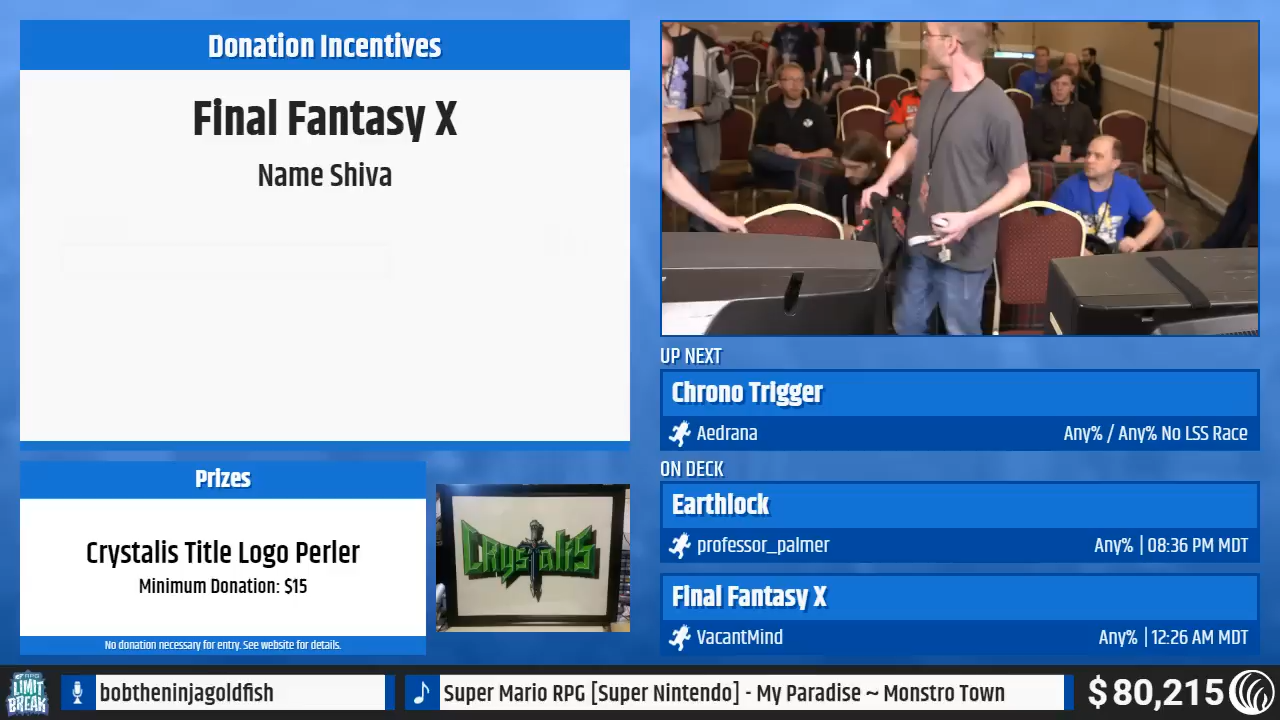 Donation Incentives
Final Fantasy X
Name Shiva
Prizes
Crystalis Title Logo Perler
Minimum Donation: $15
No donation necessary for entry. See website for details.
CRYSTALIS
UP NEXT
Chrono Trigger
Aedrana
Any% / Any% No LSS Race
ON DECK
Earthlock
professor_palmer
Any% | 08:36 PM MDT
Final Fantasy X
VacantMind
Any% | 12:26 AM MDT
RPG
LIMIT
BREAK
bobtheninjagoldfish
Super Mario RPG [Super Nintendo] - My Paradise ~ Monstro Town
$80,215